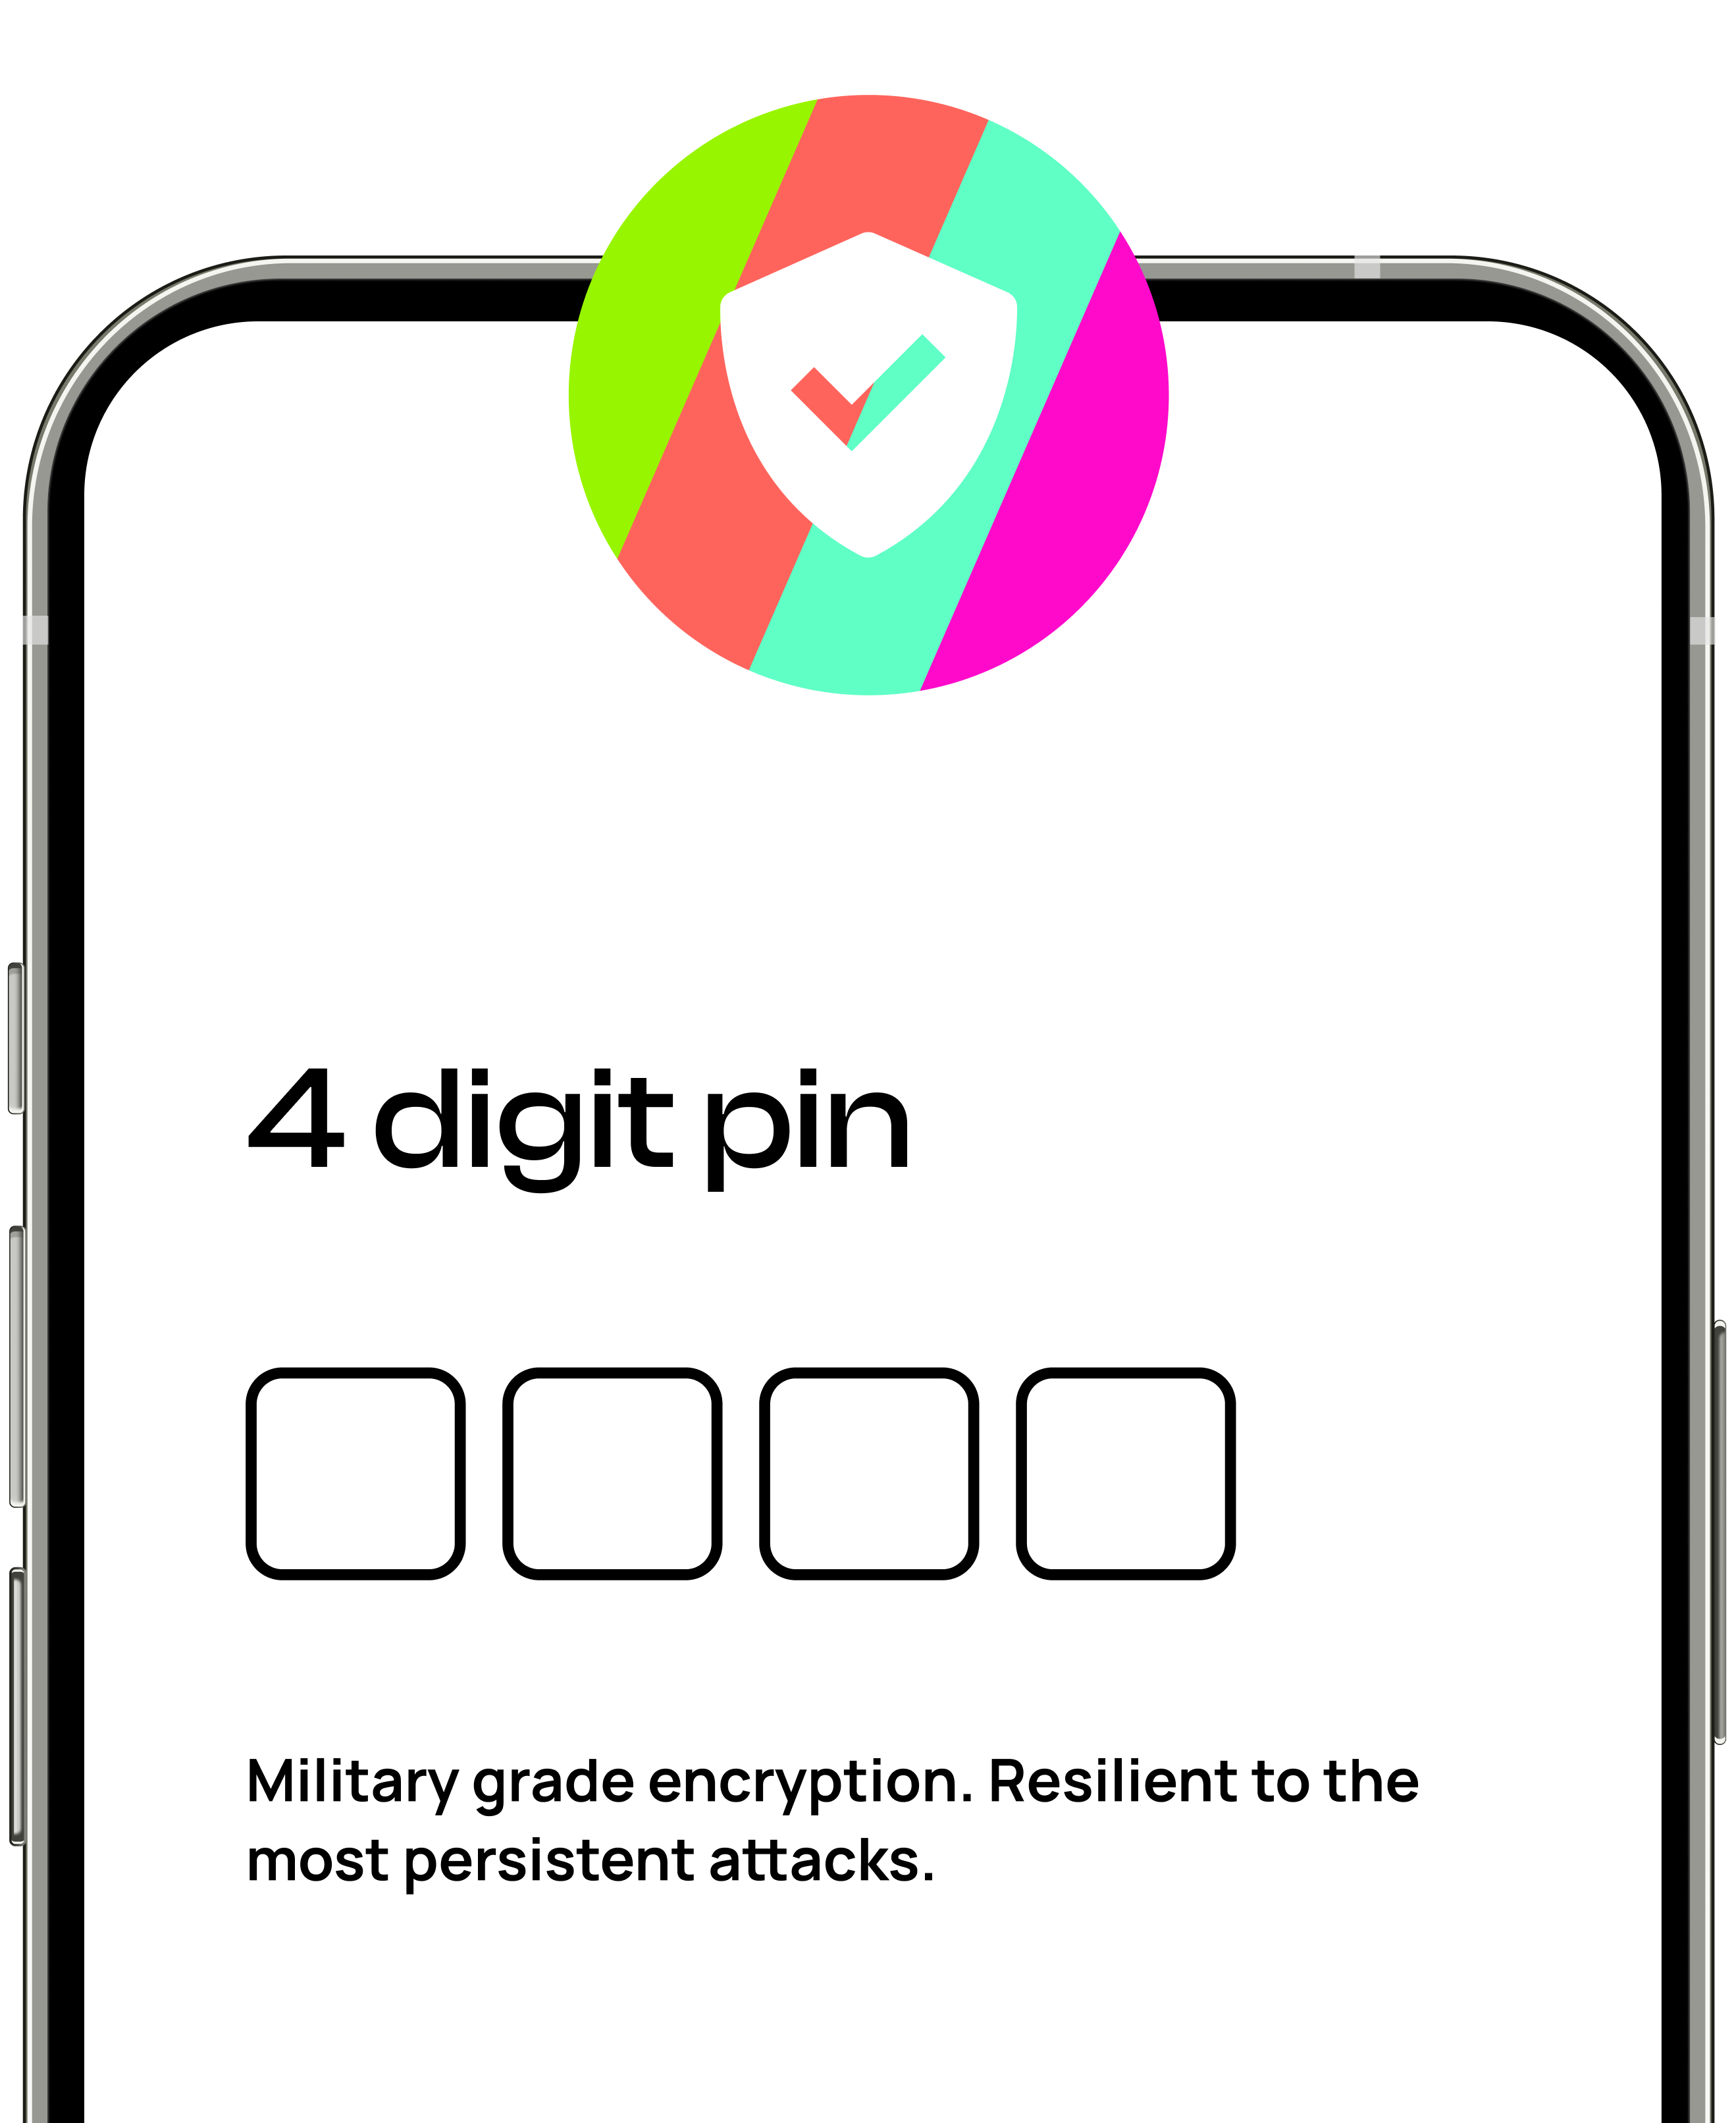 4 digit pin
Military grade encryption. Resilient to the
most persistent attacks.